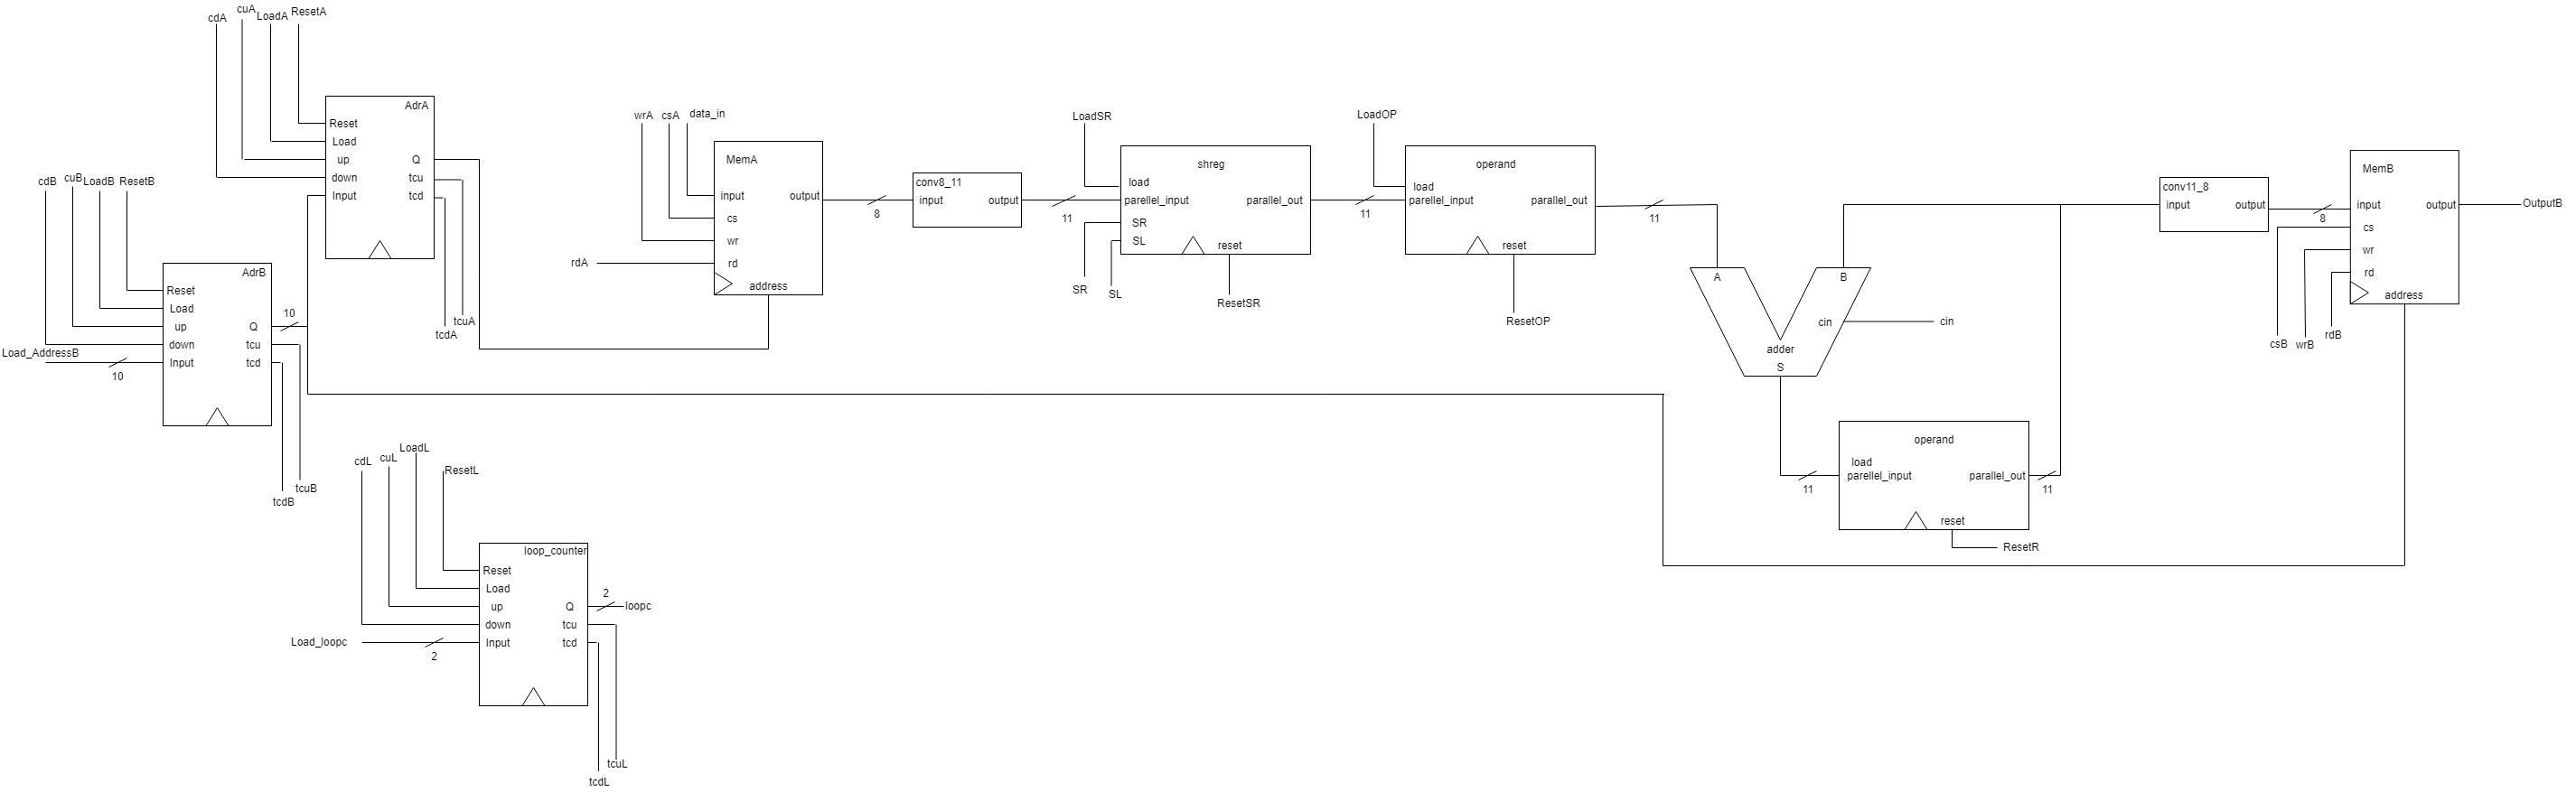 cdA
cuA
LoadA
ResetA
AdrA
Reset
Load
up
down
Input
Q
tcu
tcd
tcuA
tcdA
cdB
cuB
LoadB
ResetB
AdrB
Reset
Load
up
down
Input
Q
tcu
tcd
10
Load_AddressB
10
tcuB
tcdB
wrA
csA
data_in
rdA
MemA
input
cs
wr
rd
output
address
8
conv8_11
input
output
11
LoadSR
shreg
load
parellel_input
SR
SL
parallel_out
reset
SR
SL
ResetSR
11
LoadOP
operand
load
parellel_input
parallel_out
reset
ResetOP
11
A
B
cin
cin
adder
S
11
operand
load
parellel_input
parallel_out
reset
11
ResetR
conv11_8
input
output
8
MemB
input
cs
wr
rd
output
address
OutputB
csB
wrB
rdB
cdL
cuL
LoadL
ResetL
loop_counter
Reset
Load
up
down
Input
Q
tcu
tcd
2
loopc
Load_loopc
2
tcuL
tcdL